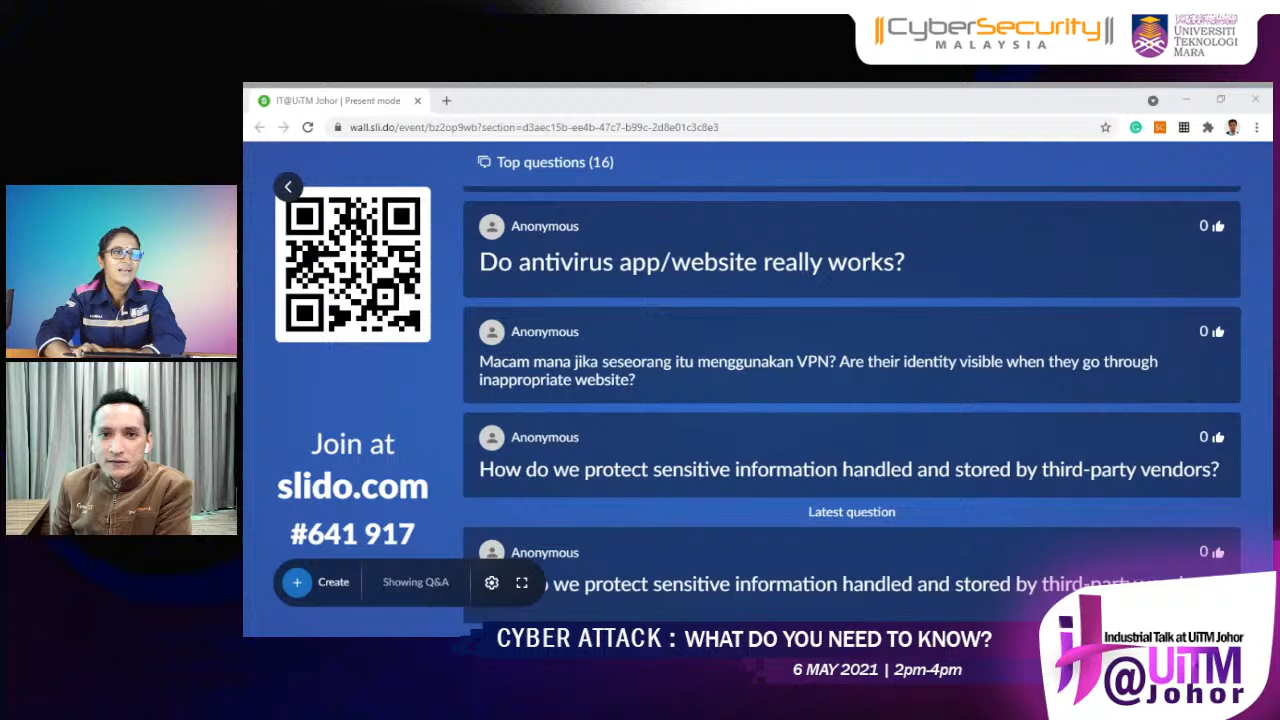 CyberSecurity
MALAYSIA
UNIVERSITI
TEKNOLOGI
MARA
IT@UiTM Johor | Present mode
wall.sli.do/event/bz2op9wb?section=d3aec15b-ee4b-47c7-b99c-2d8e01c3c8e3
Top questions (16)
Anonymous
0
Do antivirus app/website really works?
Anonymous
0
Macam mana jika seseorang itu menggunakan VPN? Are their identity visible when they go through
inappropriate website?
Anonymous
0
How do we protect sensitive information handled and stored by third-party vendors?
Latest question
Anonymous
0
we protect sensitive information handled and stored by third-party
Join at
slido.com
#641 917
Create
Showing Q&A
CYBER ATTACK : WHAT DO YOU NEED TO KNOW?
6 MAY 2021 | 2pm-4pm
it
Industrial Talk at UiTM Johor
@UiTM
Johor